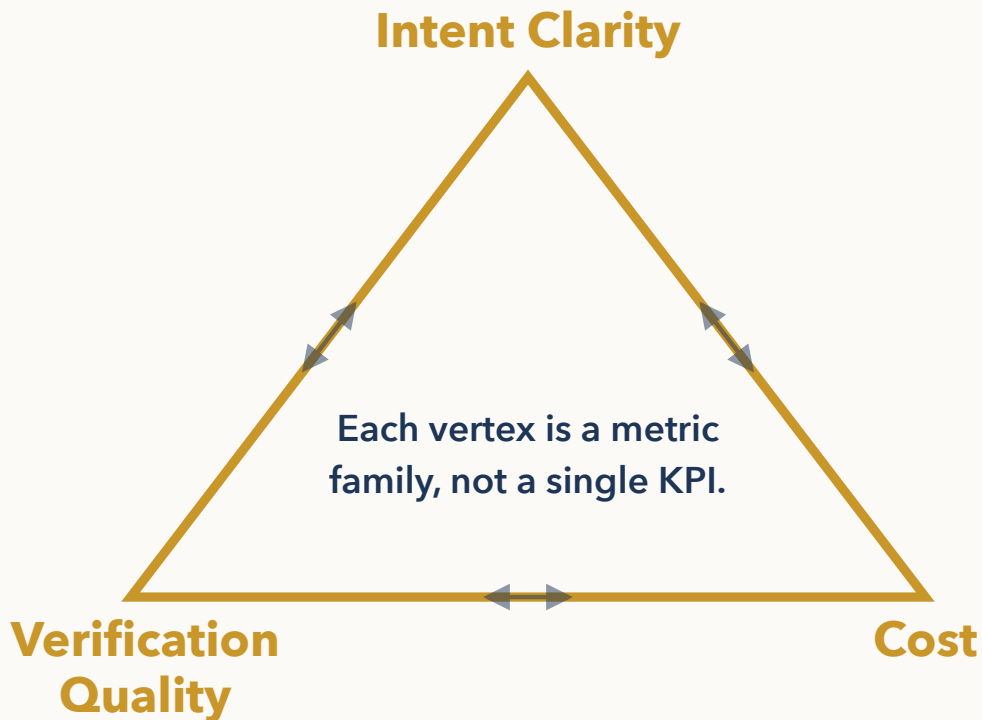 Intent Clarity
Each vertex is a metric
family, not a single KPI.
Verification
Quality
Cost